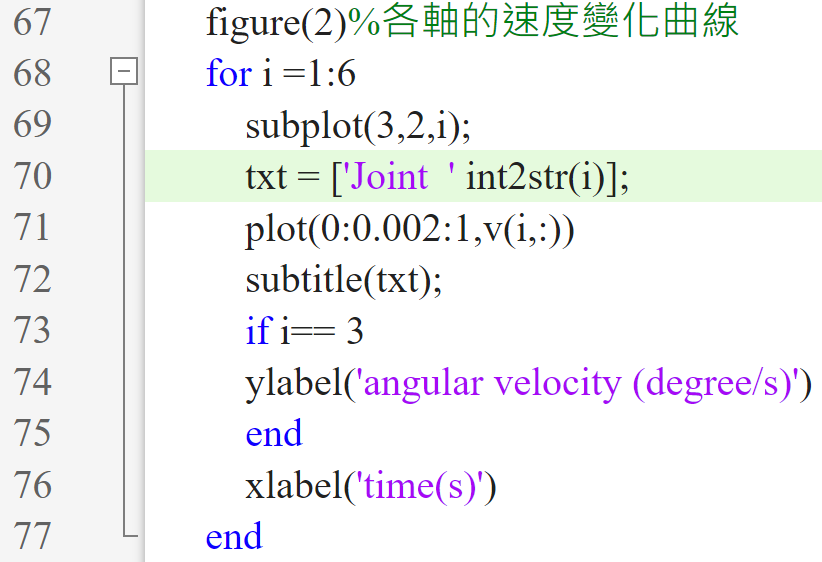 67 figure(2)%各軸的速度變化曲線
68 for i =1:6
69 subplot(3,2,i);
70 txt = ['Joint  ' int2str(i)];
71 plot(0:0.002:1,v(i,:))
72 subtitle(txt);
73 if i== 3
74 ylabel('angular velocity (degree/s)')
75 end
76 xlabel('time(s)')
77 end